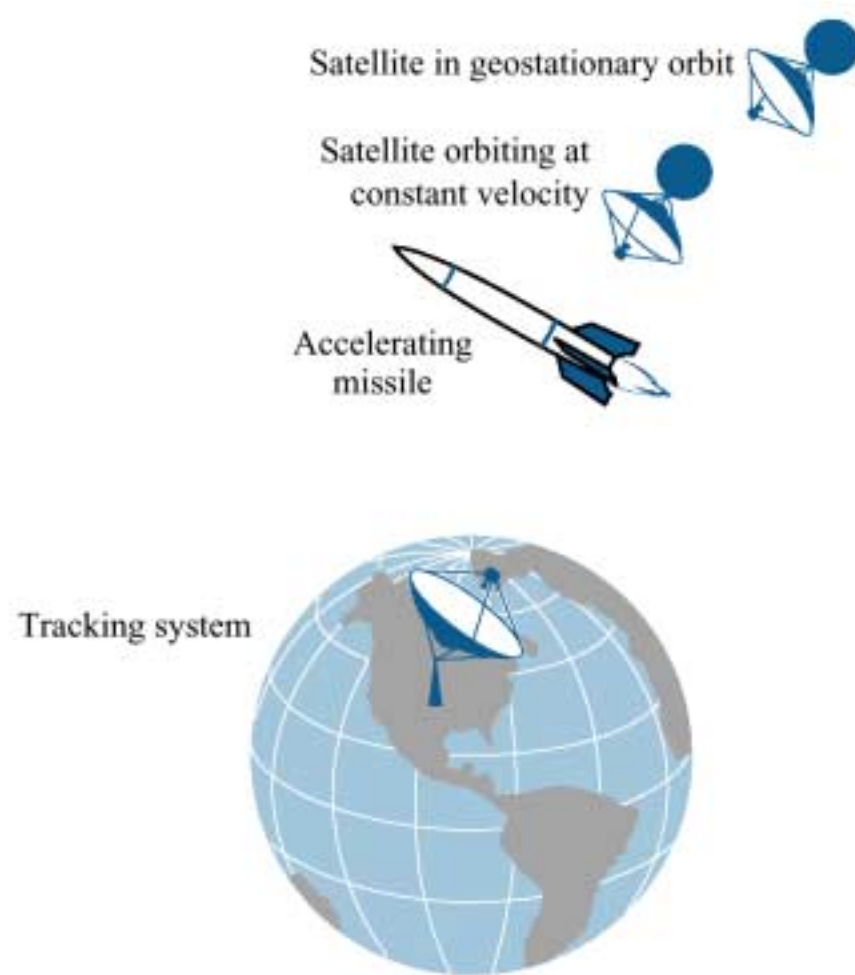 Satellite in geostationary orbit
Satellite orbiting at
constant velocity
Accelerating
missile
Tracking system